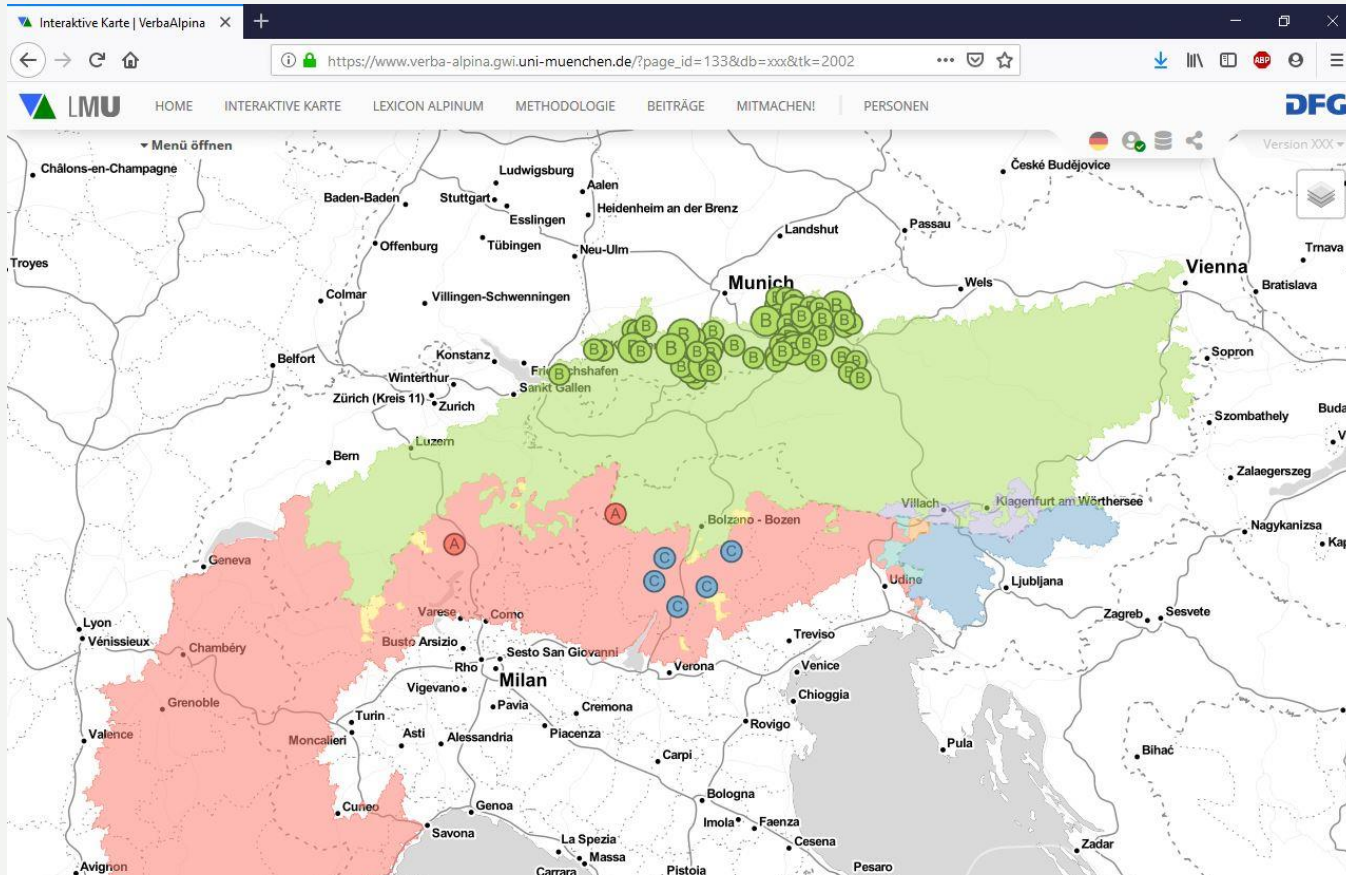 Interaktive Karte | VerbaAlpina
https://www.verba-alpina.gwi.uni-muenchen.de/?page_id=133&db=xxx&tk=2002
ABP
LMU
HOME
INTERAKTIVE KARTE
LEXICON ALPINUM
METHODOLOGIE
BEITRÄGE
MITMACHEN!
PERSONEN
DFG
Menü öffnen
Version XXX
Châlons-en-Champagne
Ludwigsburg
České Budějovice
Aalen
Baden-Baden
Stuttgart
Heidenheim an der Brenz
Esslingen
Landshut
Passau
Offenburg
Tübingen
Neu-Ulm
Trnava
Troyes
Vienna
Munich
Wels
Bratislava
Colmar
Villingen-Schwenningen
B
Belfort
Konstanz
Sopron
Winterthur
Sankt Gallen
Zürich (Kreis 11)
Zurich
Szombathely
Buda
Luzern
Bern
Zalaegerszeg
Villach
Klagenfurt am Wörthersee
A
Bolzano - Bozen
Nagykanizsa
A
Kap
C
C
Geneva
C
C
Udine
Ljubljana
C
Lyon
Varese
Como
Zagreb
Sesvete
Vénissieux
Busto Arsizio
Treviso
Chambéry
Sesto San Giovanni
Rho
Verona
Venice
Milan
Vigevano
Chioggia
Grenoble
Pavia
Cremona
Turin
Rovigo
Valence
Moncalieri
Asti
Alessandria
Piacenza
Pula
Bihać
Carpi
Cuneo
Genoa
Bologna
Savona
Imola
Faenza
La Spezia
Cesena
Zadar
Massa
Avignon
Carrara
Pistoia
Pesaro